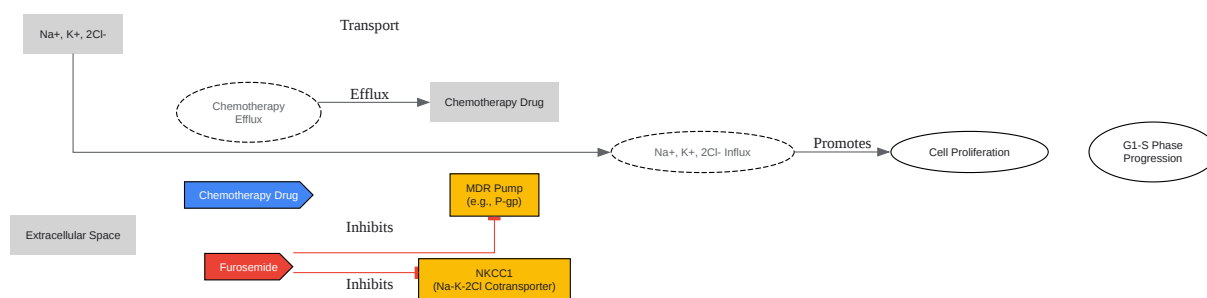 Transport
Na+, K+, 2Cl-
Efflux
Chemotherapy
Efflux
Chemotherapy Drug
Promotes
Na+, K+, 2Cl- Influx
Cell Proliferation
G1-S Phase
Progression
Chemotherapy Drug
MDR Pump
(e.g., P-gp)
Extracellular Space
Inhibits
Furosemide
NKCC1
(Na-K-2Cl Cotransporter)
Inhibits